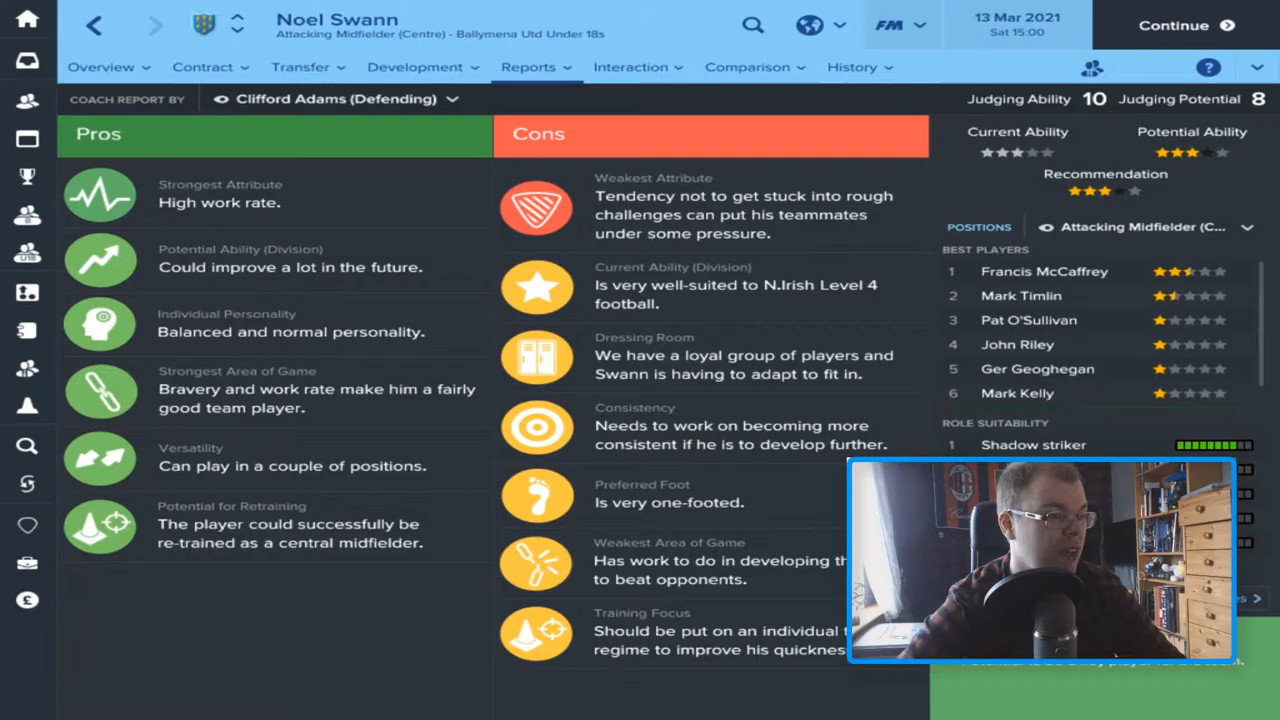 Noel Swann
Attacking Midfielder (Centre) - Ballymena Utd Under 18s
FM
13 Mar 2021
Sat 15:00
Continue
Overview
Contract
Transfer
Development
Reports
Interaction
Comparison
History
?
COACH REPORT BY
Clifford Adams (Defending)
Judging Ability 10
Judging Potential 8
Pros
Strongest Attribute
High work rate.
Potential Ability (Division)
Could improve a lot in the future.
Individual Personality
Balanced and normal personality.
Strongest Area of Game
Bravery and work rate make him a fairly
good team player.
Versatility
Can play in a couple of positions.
Potential for Retraining
The player could successfully be
re-trained as a central midfielder.
Cons
Weakest Attribute
Tendency not to get stuck into rough
challenges can put his teammates
under some pressure.
Current Ability (Division)
Is very well-suited to N.Irish Level 4
football.
Dressing Room
We have a loyal group of players and
Swann is having to adapt to fit in.
Consistency
Needs to work on becoming more
consistent if he is to develop further.
Preferred Foot
Is very one-footed.
Weakest Area of Game
Has work to do in developing
to beat opponents.
Training Focus
Should be put on an individual
regime to improve his
Current Ability
Potential Ability
Recommendation
POSITIONS
Attacking Midfielder (C...
BEST PLAYERS
1 Francis McCaffrey
2 Mark Timlin
3 Pat O'Sullivan
4 John Riley
5 Ger Geoghegan
6 Mark Kelly
ROLE SUITABILITY
1 Shadow striker